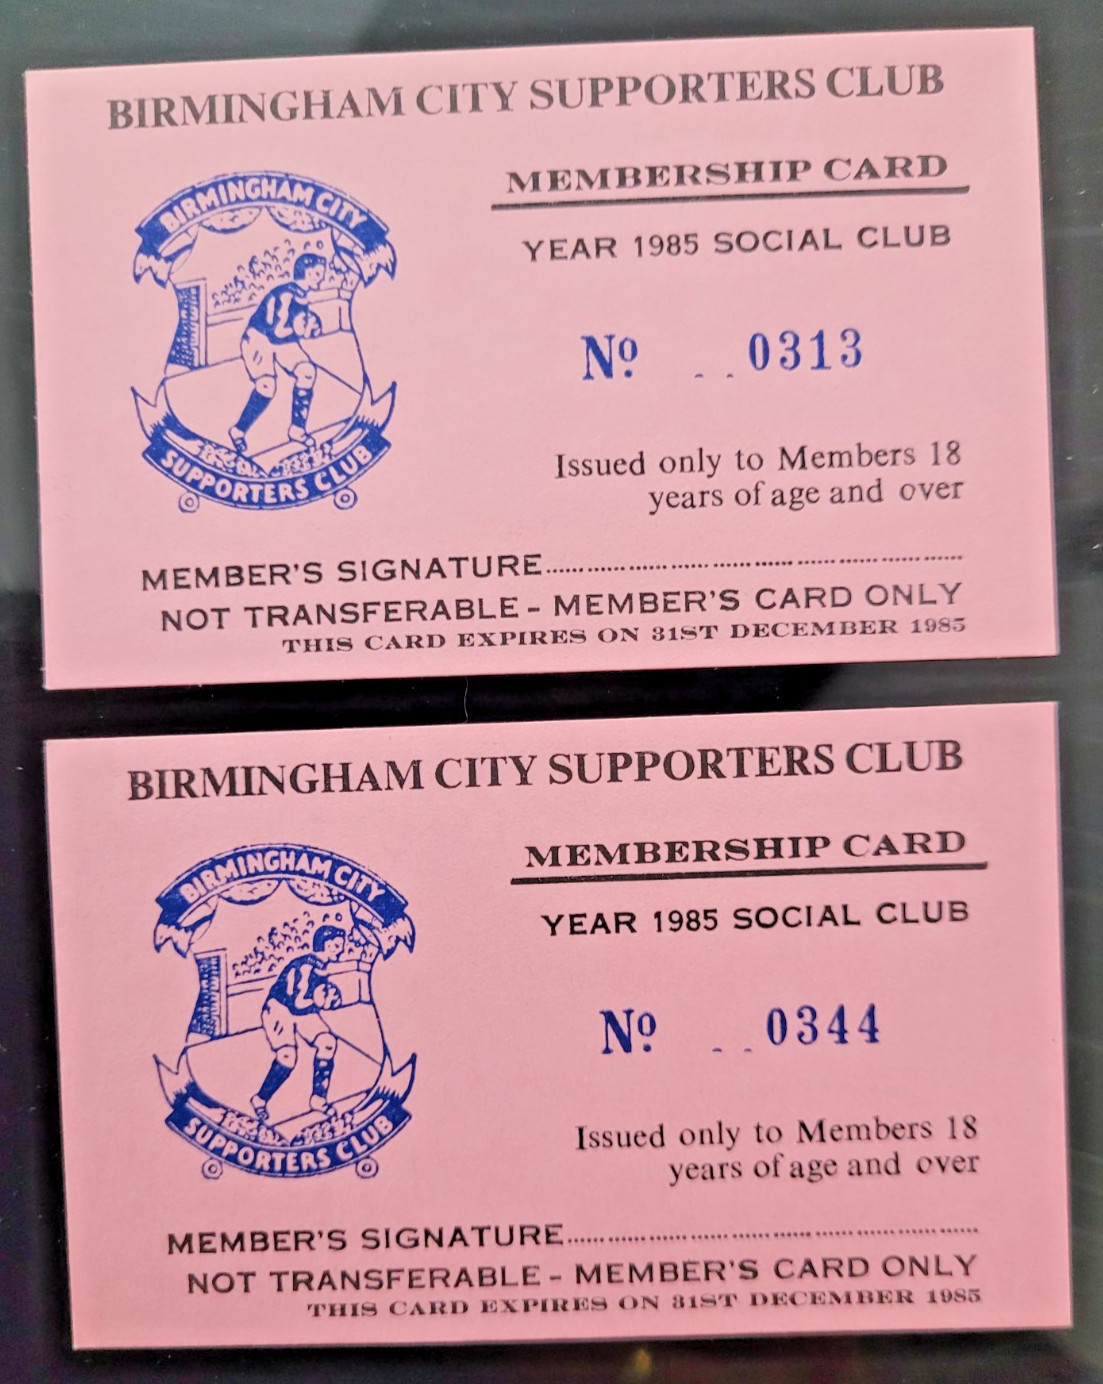 BIRMINGHAM CITY SUPPORTERS CLUB
BIRMINGHAM CITY
SUPPORTERS CLUB
MEMBERSHIP CARD
YEAR 1985 SOCIAL CLUB
Nº 0313
Issued only to Members 18
years of age and over
MEMBER'S SIGNATURE
NOT TRANSFERABLE - MEMBER'S CARD ONLY
THIS CARD EXPIRES ON 31ST DECEMBER 1985
BIRMINGHAM CITY SUPPORTERS CLUB
BIRMINGHAM CITY
SUPPORTERS CLUB
MEMBERSHIP CARD
YEAR 1985 SOCIAL CLUB
Nº 0344
Issued only to Members 18
years of age and over
MEMBER'S SIGNATURE
NOT TRANSFERABLE - MEMBER'S CARD ONLY
THIS CARD EXPIRES ON 31ST DECEMBER 1985